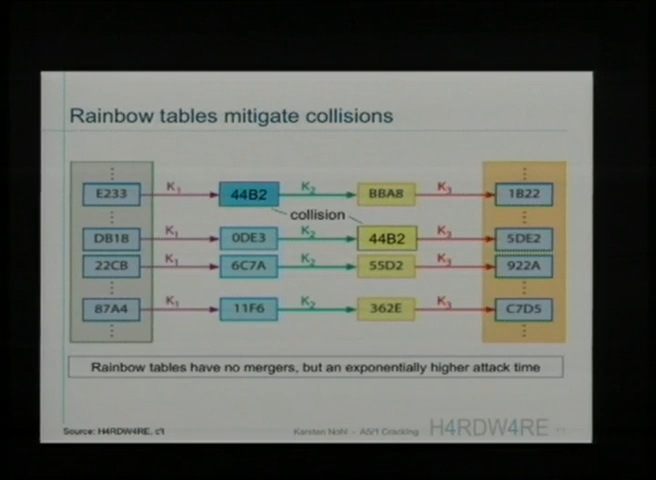 Rainbow tables mitigate collisions
E233 K1 44B2 K2 BBA8 K3 1B22
collision
DB18 K1 0DE3 K2 44B2 K3 5DE2
22CB K1 6C7A K2 55D2 K3 922A
87A4 K1 11F6 K2 362E K3 C7D5
Rainbow tables have no mergers, but an exponentially higher attack time
Source: H4RDW4RE, c't
Karsten Nohl – A5/1 Cracking
H4RDW4RE